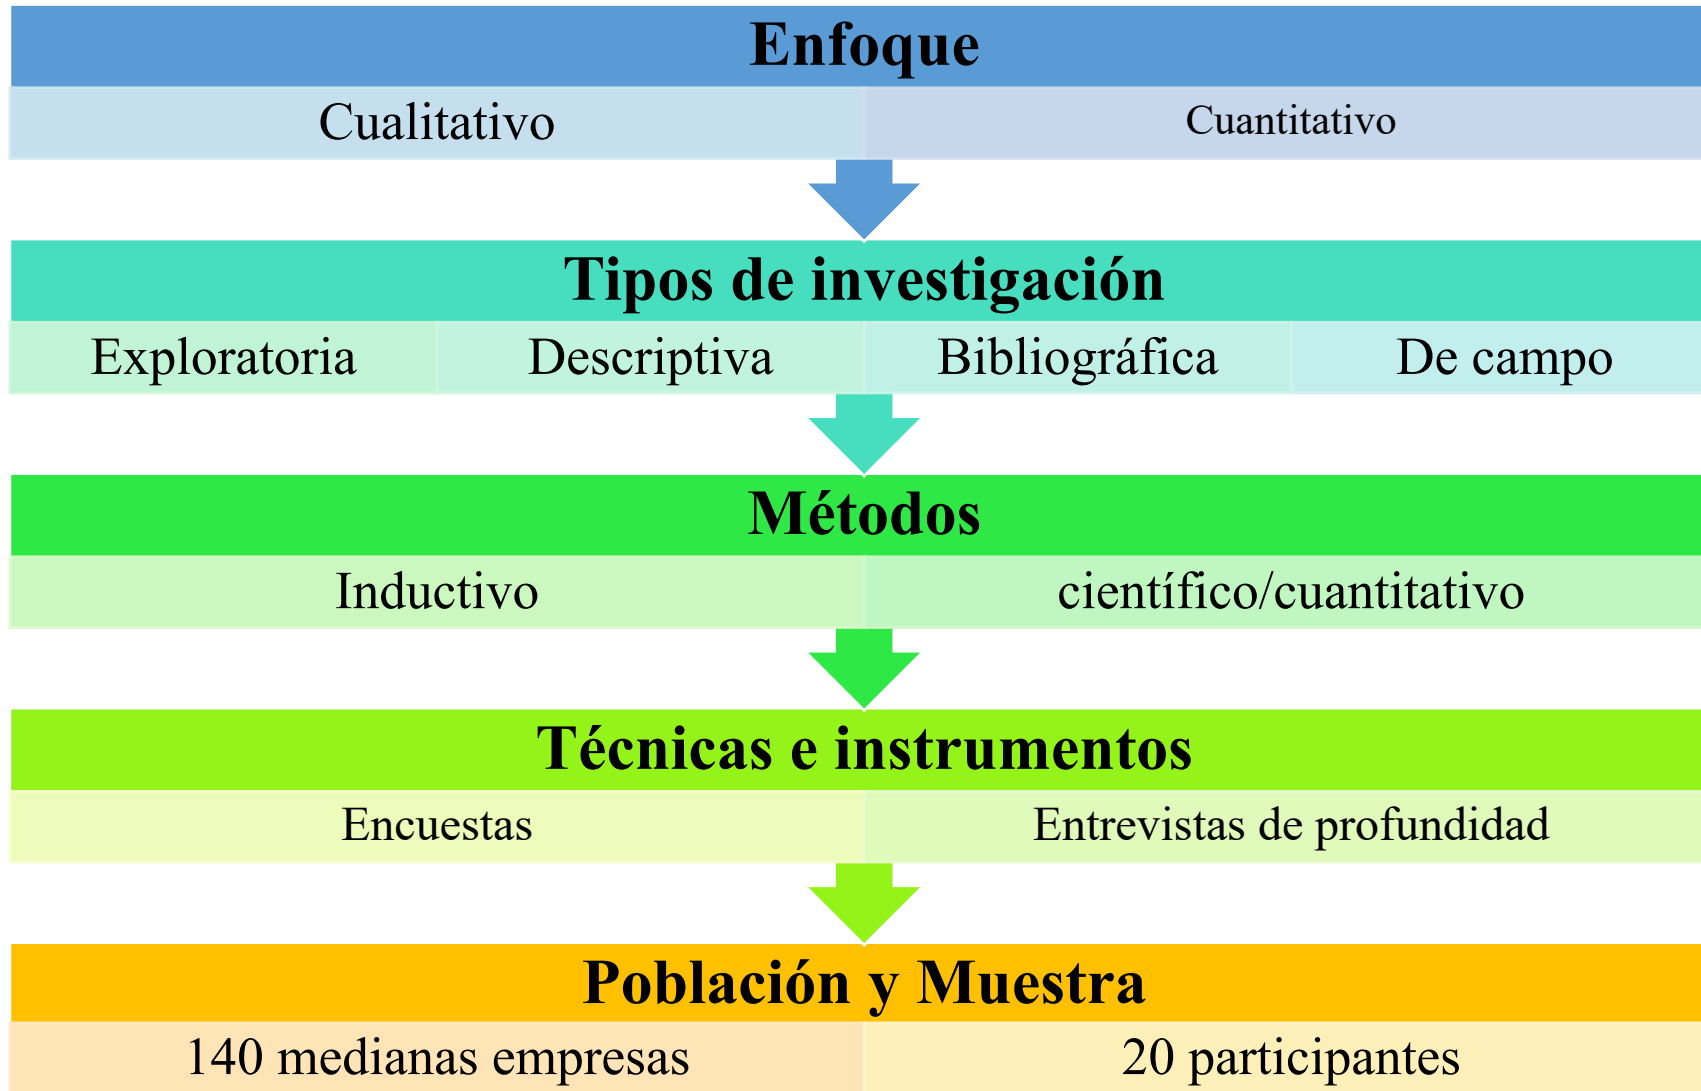 Enfoque
Cualitativo Cuantitativo
Tipos de investigación
Exploratoria Descriptiva Bibliográfica De campo
Métodos
Inductivo científico/cuantitativo
Técnicas e instrumentos
Encuestas Entrevistas de profundidad
Población y Muestra
140 medianas empresas 20 participantes